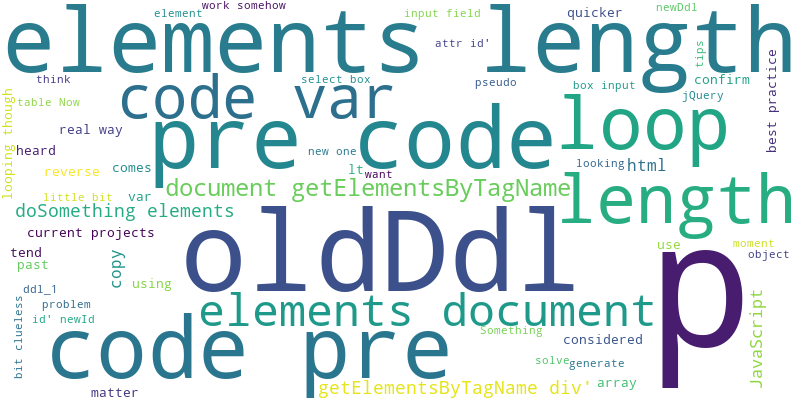 work somehow
element
input field
quicker
newDdl
elements length
attr id'
tips
think
select box
pseudo
box input
confirm
table Now
code var
jQuery
best practice
looping though
real way
pre code
loop
heard
new one
looking
html
reverse
comes
lt
want
document getElementsByTagName
length
little bit
var
doSomething elements
current projects
oldDdl
p
use
moment
tend
object
past
copy
using
ddl_1
elements document
JavaScript
problem
id' newId
bit clueless
code pre
Something
considered
solve
generate
matter
getElementsByTagName div'
array